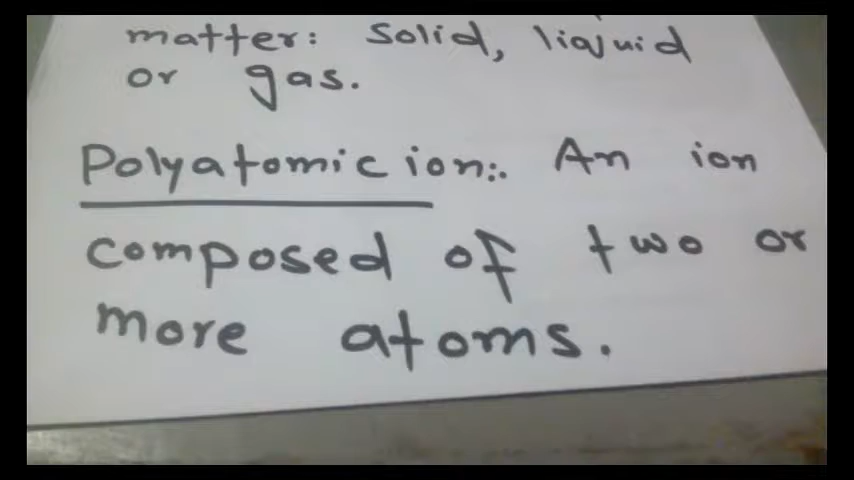 matter: Solid, liquid
or gas.
Polyatomic ion:. An ion
composed of two or
more atoms.